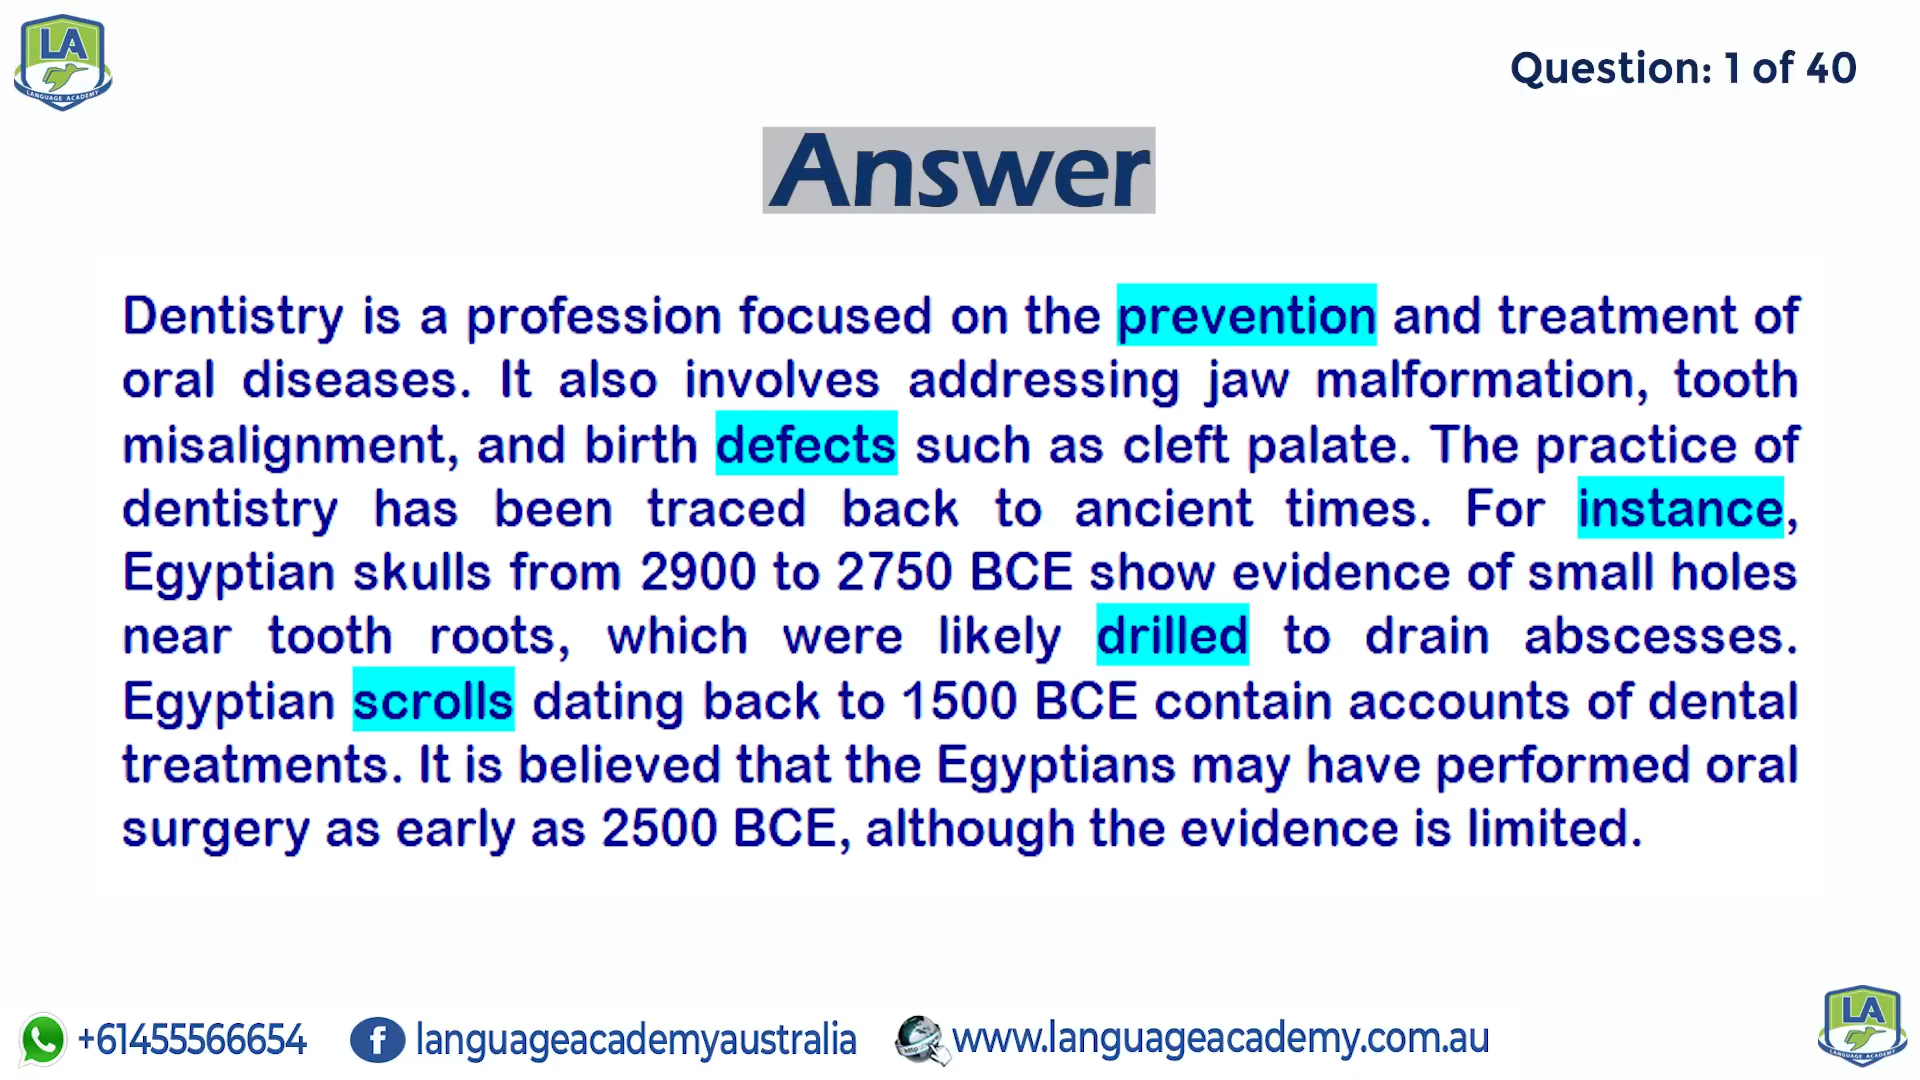 LA
LANGUAGE ACADEMY
Question: 1 of 40
Answer
Dentistry is a profession focused on the prevention and treatment of
oral diseases. It also involves addressing jaw malformation, tooth
misalignment, and birth defects such as cleft palate. The practice of
dentistry has been traced back to ancient times. For instance,
Egyptian skulls from 2900 to 2750 BCE show evidence of small holes
near tooth roots, which were likely drilled to drain abscesses.
Egyptian scrolls dating back to 1500 BCE contain accounts of dental
treatments. It is believed that the Egyptians may have performed oral
surgery as early as 2500 BCE, although the evidence is limited.
+61455566654
f
languageacademyaustralia
www.languageacademy.com.au
LA
LANGUAGE ACADEMY